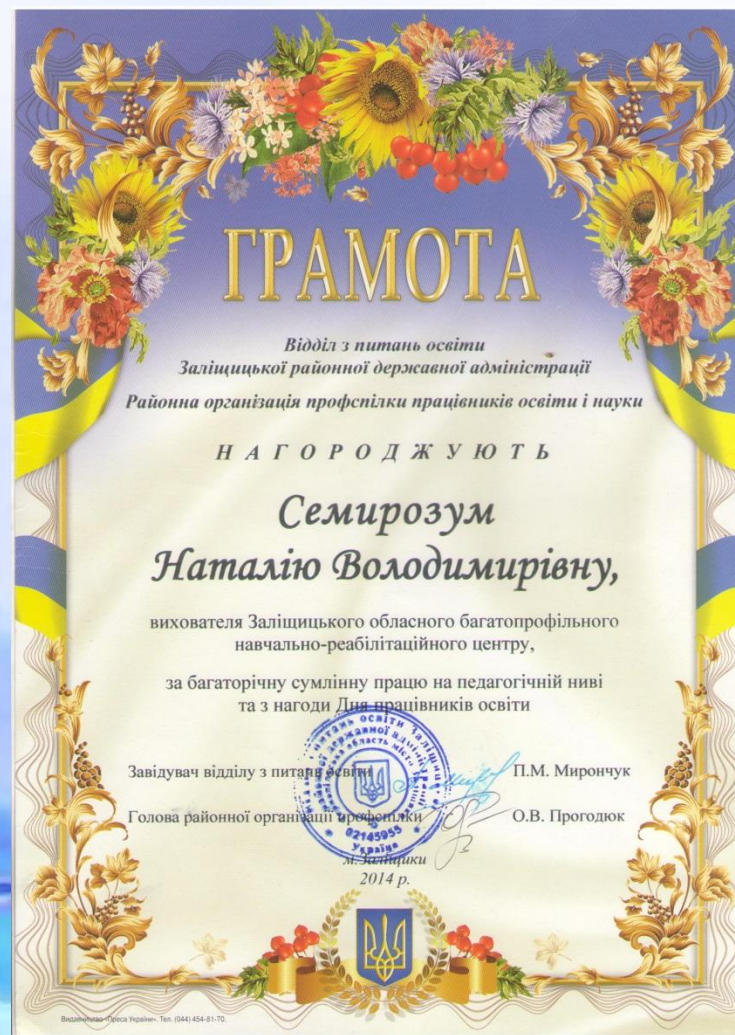 ГРАМОТА
Відділ з питань освіти
Заліщицької районної державної адміністрації
Районна організація профспілки працівників освіти і науки
НАГОРОДЖУЮТЬ
Семирозум
Наталію Володимирівну,
вихователя Заліщицького обласного багатопрофільного
навчально-реабілітаційного центру,
за багаторічну сумлінну працю на педагогічній ниві
та з нагоди Дня працівників освіти
Завідувач відділу з питань освіти П.М. Мирончук
Голова районної організації профспілки О.В. Прогодюк
02145955
Україна
м. Заліщики
2014 р.
Видавництво «Преса України». Тел. (044) 454-81-70.